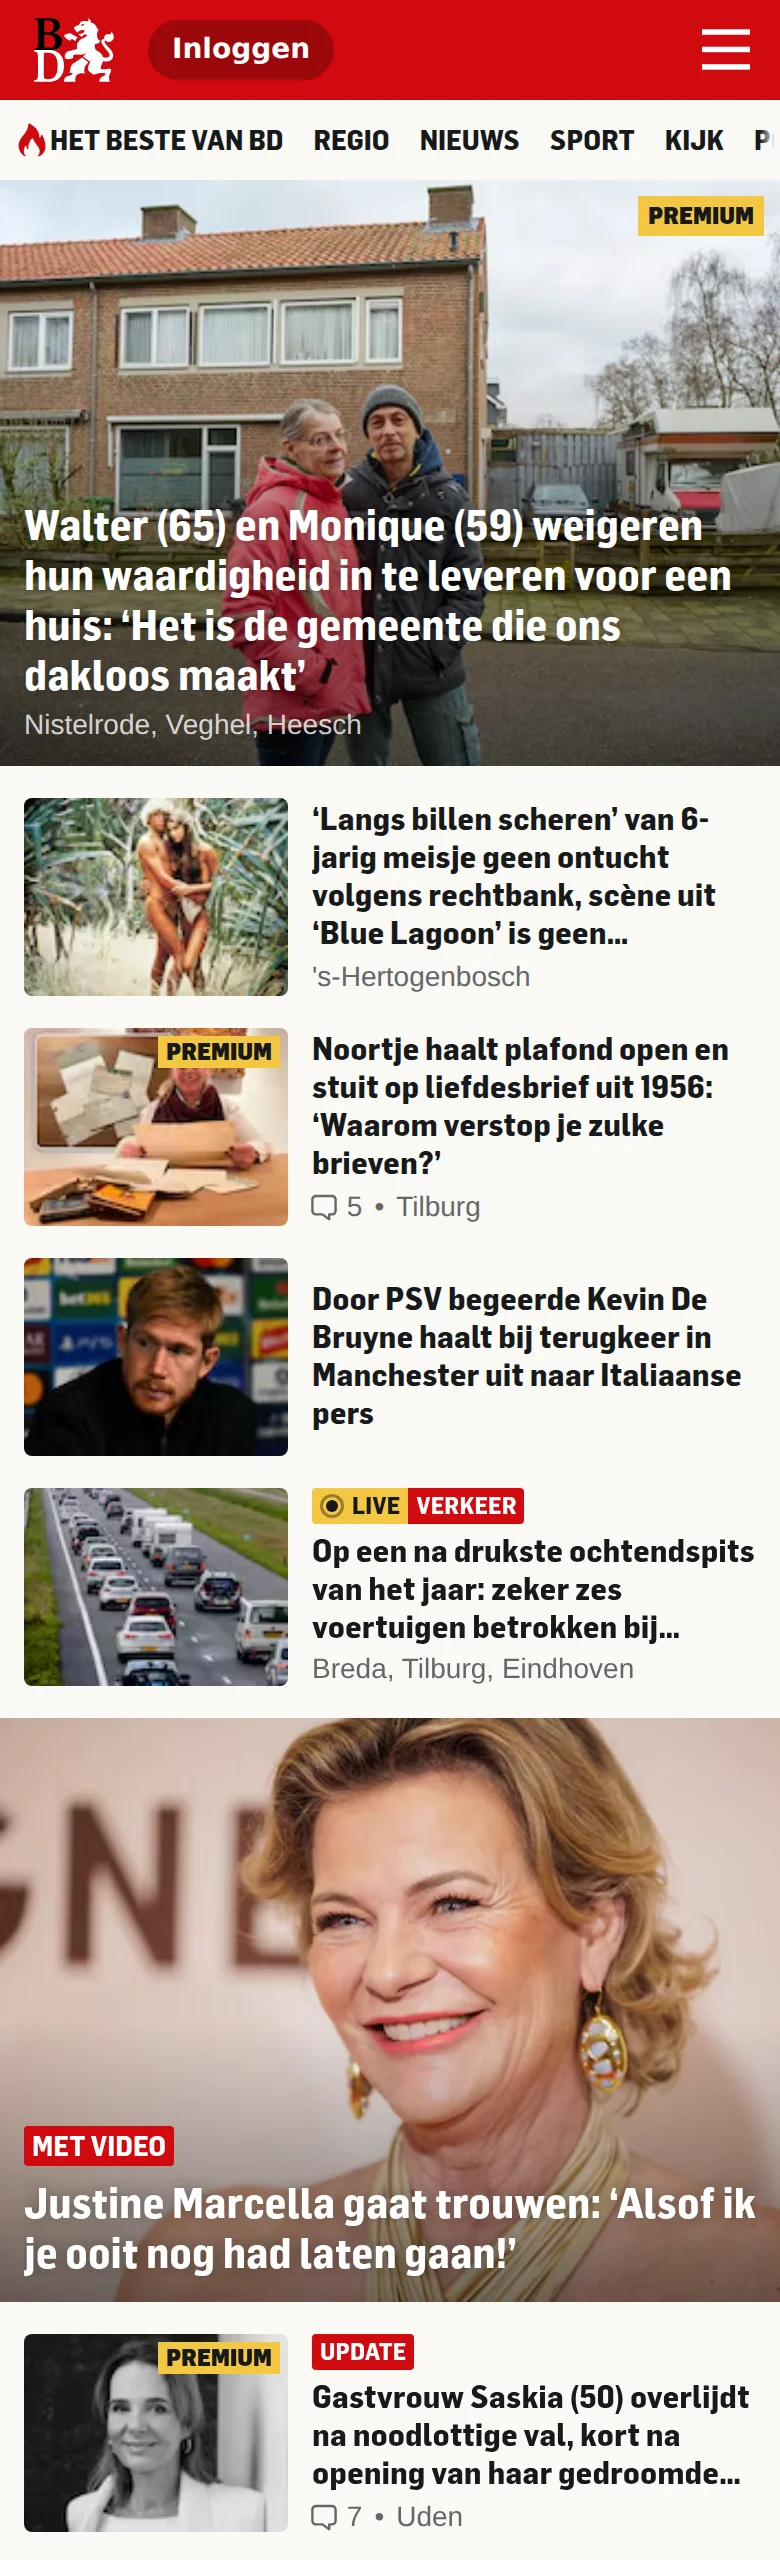 BD
Inloggen
HET BESTE VAN BD REGIO NIEUWS SPORT KIJK
PREMIUM
Walter (65) en Monique (59) weigeren
hun waardigheid in te leveren voor een
huis: ‘Het is de gemeente die ons
dakloos maakt’
Nistelrode, Veghel, Heesch
‘Langs billen scheren’ van 6-
jarig meisje geen ontucht
volgens rechtbank, scène uit
‘Blue Lagoon’ is geen...
's-Hertogenbosch
PREMIUM
Noortje haalt plafond open en
stuit op liefdesbrief uit 1956:
‘Waarom verstop je zulke
brieven?’
5 • Tilburg
Door PSV begeerde Kevin De
Bruyne haalt bij terugkeer in
Manchester uit naar Italiaanse
pers
LIVE VERKEER
Op een na drukste ochtendspits
van het jaar: zeker zes
voertuigen betrokken bij...
Breda, Tilburg, Eindhoven
MET VIDEO
Justine Marcella gaat trouwen: ‘Alsof ik
je ooit nog had laten gaan!’
PREMIUM
UPDATE
Gastvrouw Saskia (50) overlijdt
na noodlottige val, kort na
opening van haar gedroomde...
7 • Uden